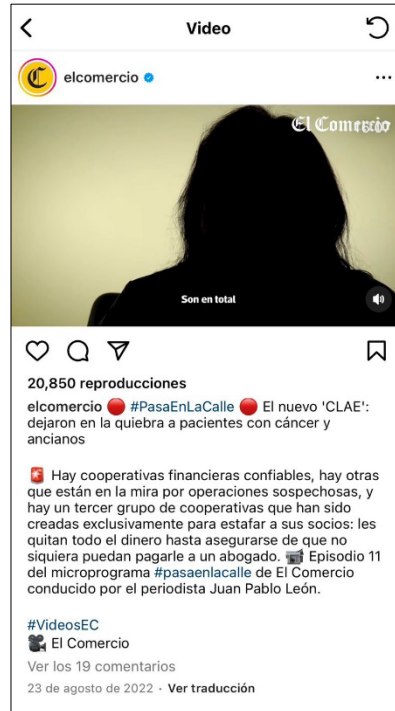 Video
elcomercio
El Comercio
Son en total
20,850 reproducciones
elcomercio 🔴 #PasaEnLaCalle 🔴 El nuevo 'CLAE':
dejaron en la quiebra a pacientes con cáncer y
ancianos
🚨 Hay cooperativas financieras confiables, hay otras
que están en la mira por operaciones sospechosas, y
hay un tercer grupo de cooperativas que han sido
creadas exclusivamente para estafar a sus socios: les
quitan todo el dinero hasta asegurarse de que no
siquiera puedan pagarle a un abogado. 📹 Episodio 11
del microprograma #pasaenlacalle de El Comercio
conducido por el periodista Juan Pablo León.
#VideosEC
🎥 El Comercio
Ver los 19 comentarios
23 de agosto de 2022 · Ver traducción